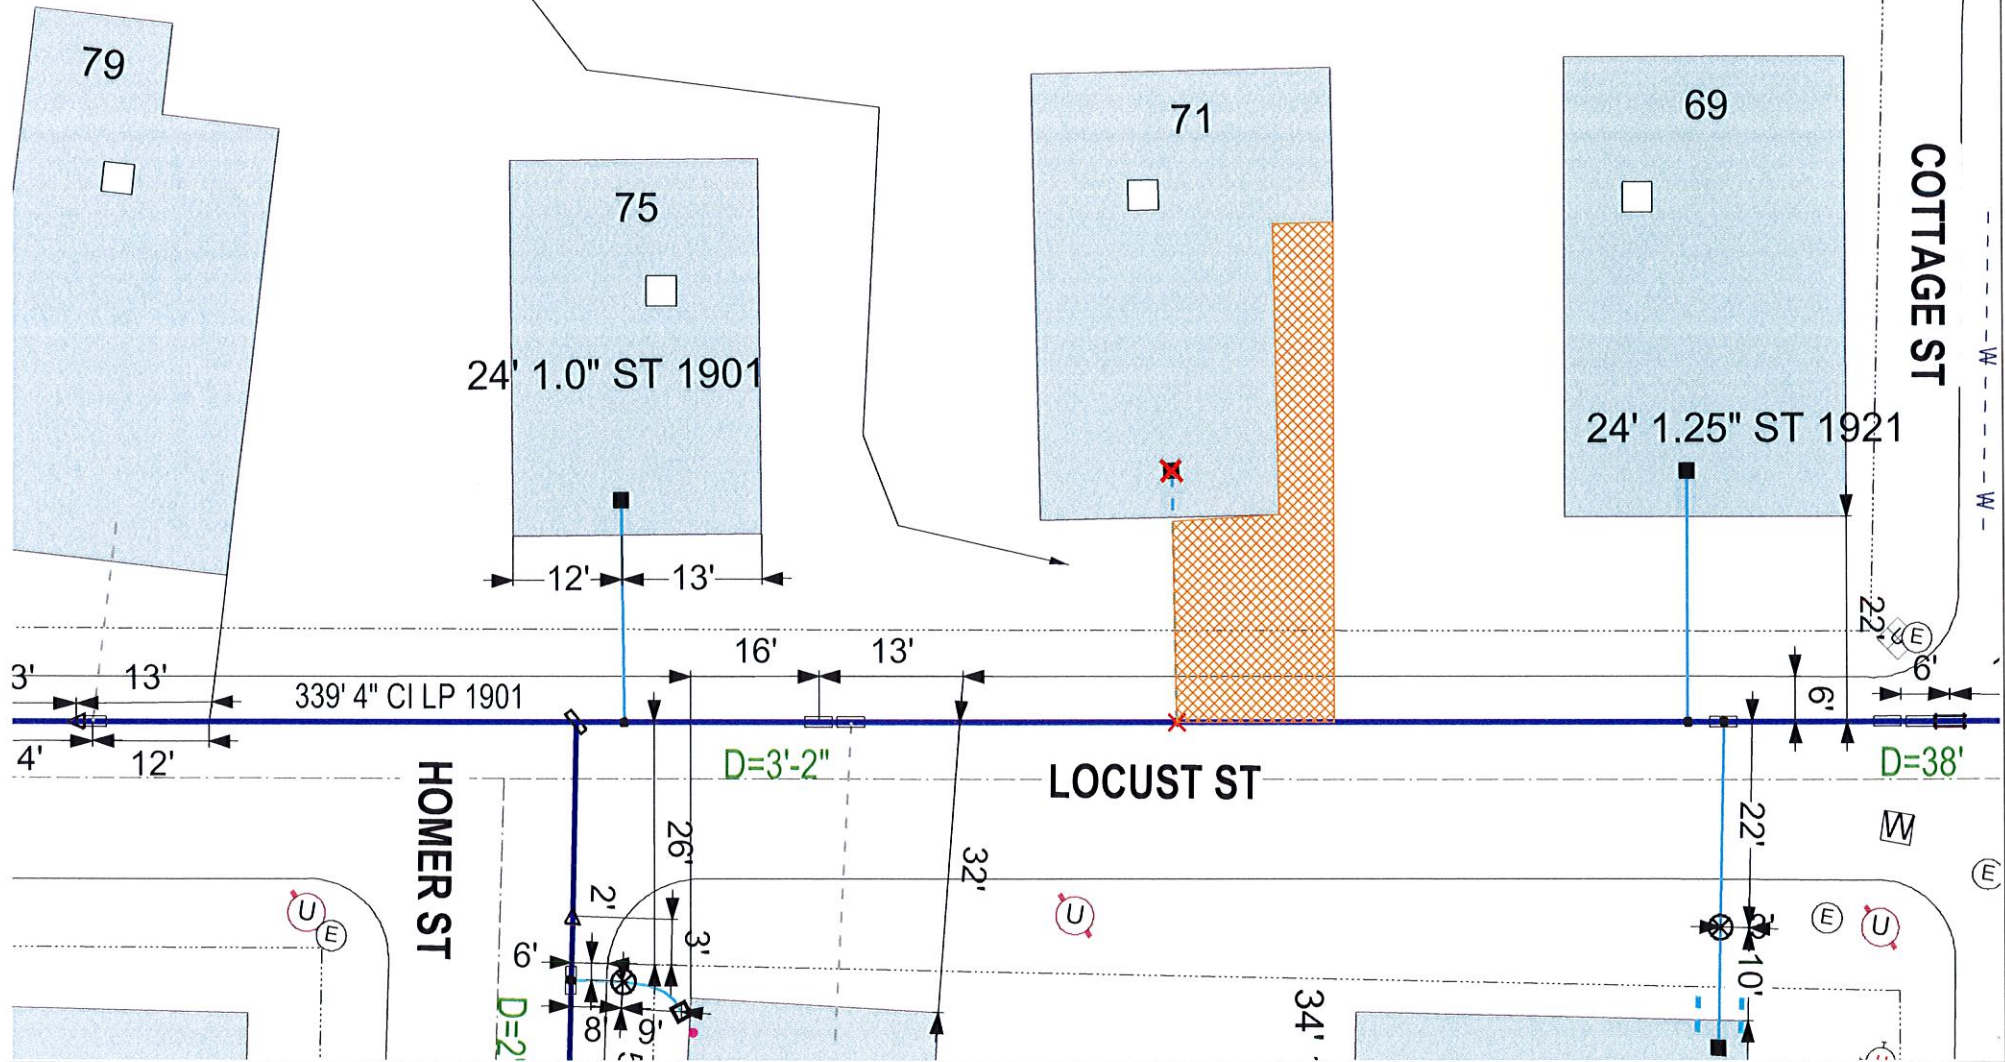 79
71
69
75
COTTAGE ST
24' 1.0" ST 1901
24' 1.25" ST 1921
W
W
12'
13'
22'
E
16'
13'
3'
13'
339' 4" CI LP 1901
6'
6'
4'
12'
D=3'-2"
LOCUST ST
D=38'
HOMER ST
26'
32'
22'
W
E
2'
U
E
U
E
U
3'
6'
10'
D=2'
8'
9'
34'